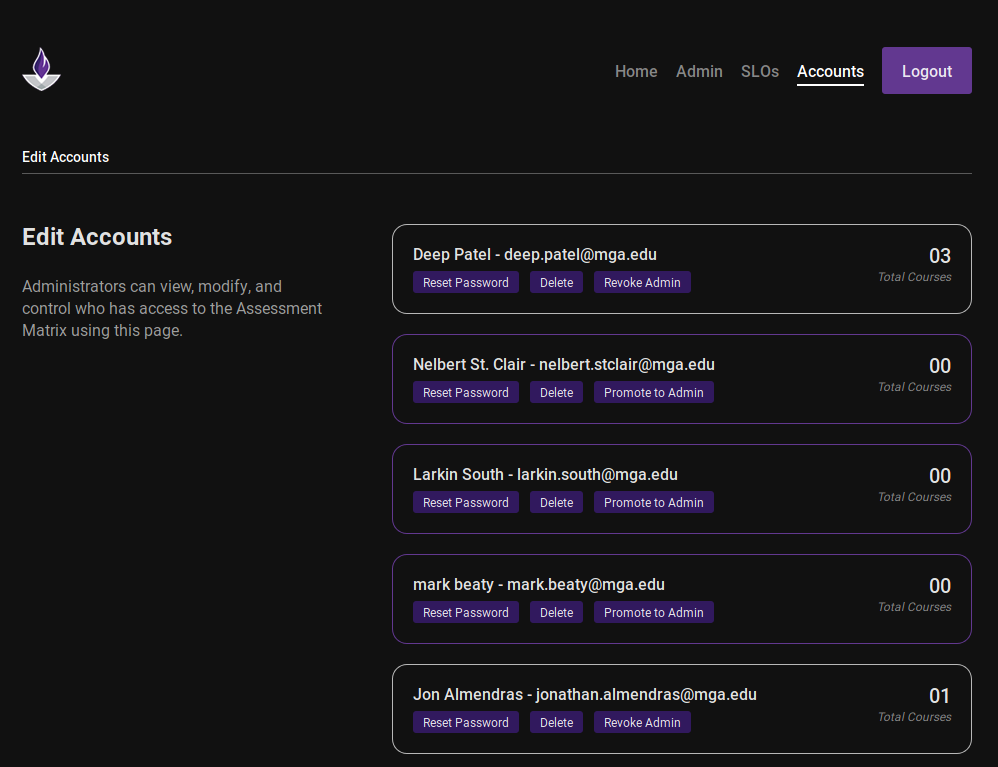 Home Admin SLOs Accounts Logout
Edit Accounts
Edit Accounts
Administrators can view, modify, and
control who has access to the Assessment
Matrix using this page.
Deep Patel - deep.patel@mga.edu
03
Reset Password Delete Revoke Admin
Total Courses
Nelbert St. Clair - nelbert.stclair@mga.edu
00
Reset Password Delete Promote to Admin
Total Courses
Larkin South - larkin.south@mga.edu
00
Reset Password Delete Promote to Admin
Total Courses
mark beaty - mark.beaty@mga.edu
00
Reset Password Delete Promote to Admin
Total Courses
Jon Almendras - jonathan.almendras@mga.edu
01
Reset Password Delete Revoke Admin
Total Courses